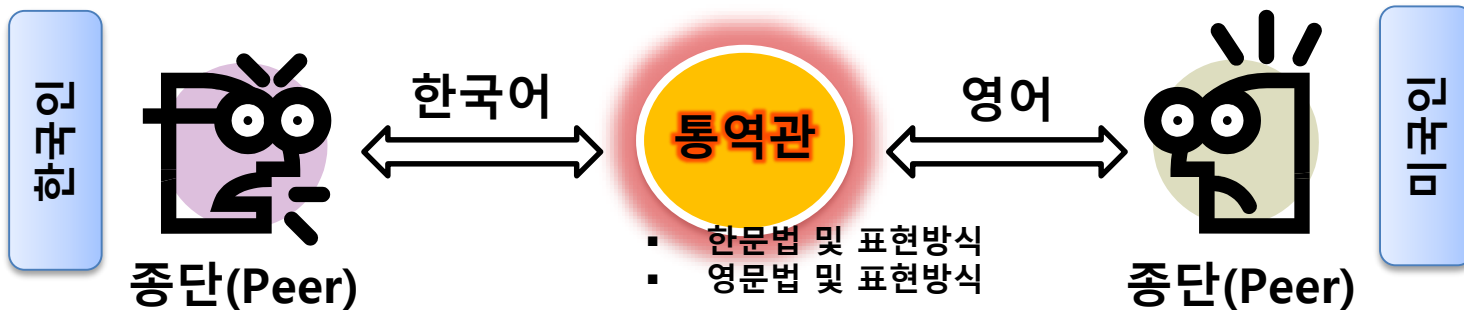 한국인
한국어
통역관
영어
미국인
▪ 한문법 및 표현방식
▪ 영문법 및 표현방식
종단(Peer)
종단(Peer)